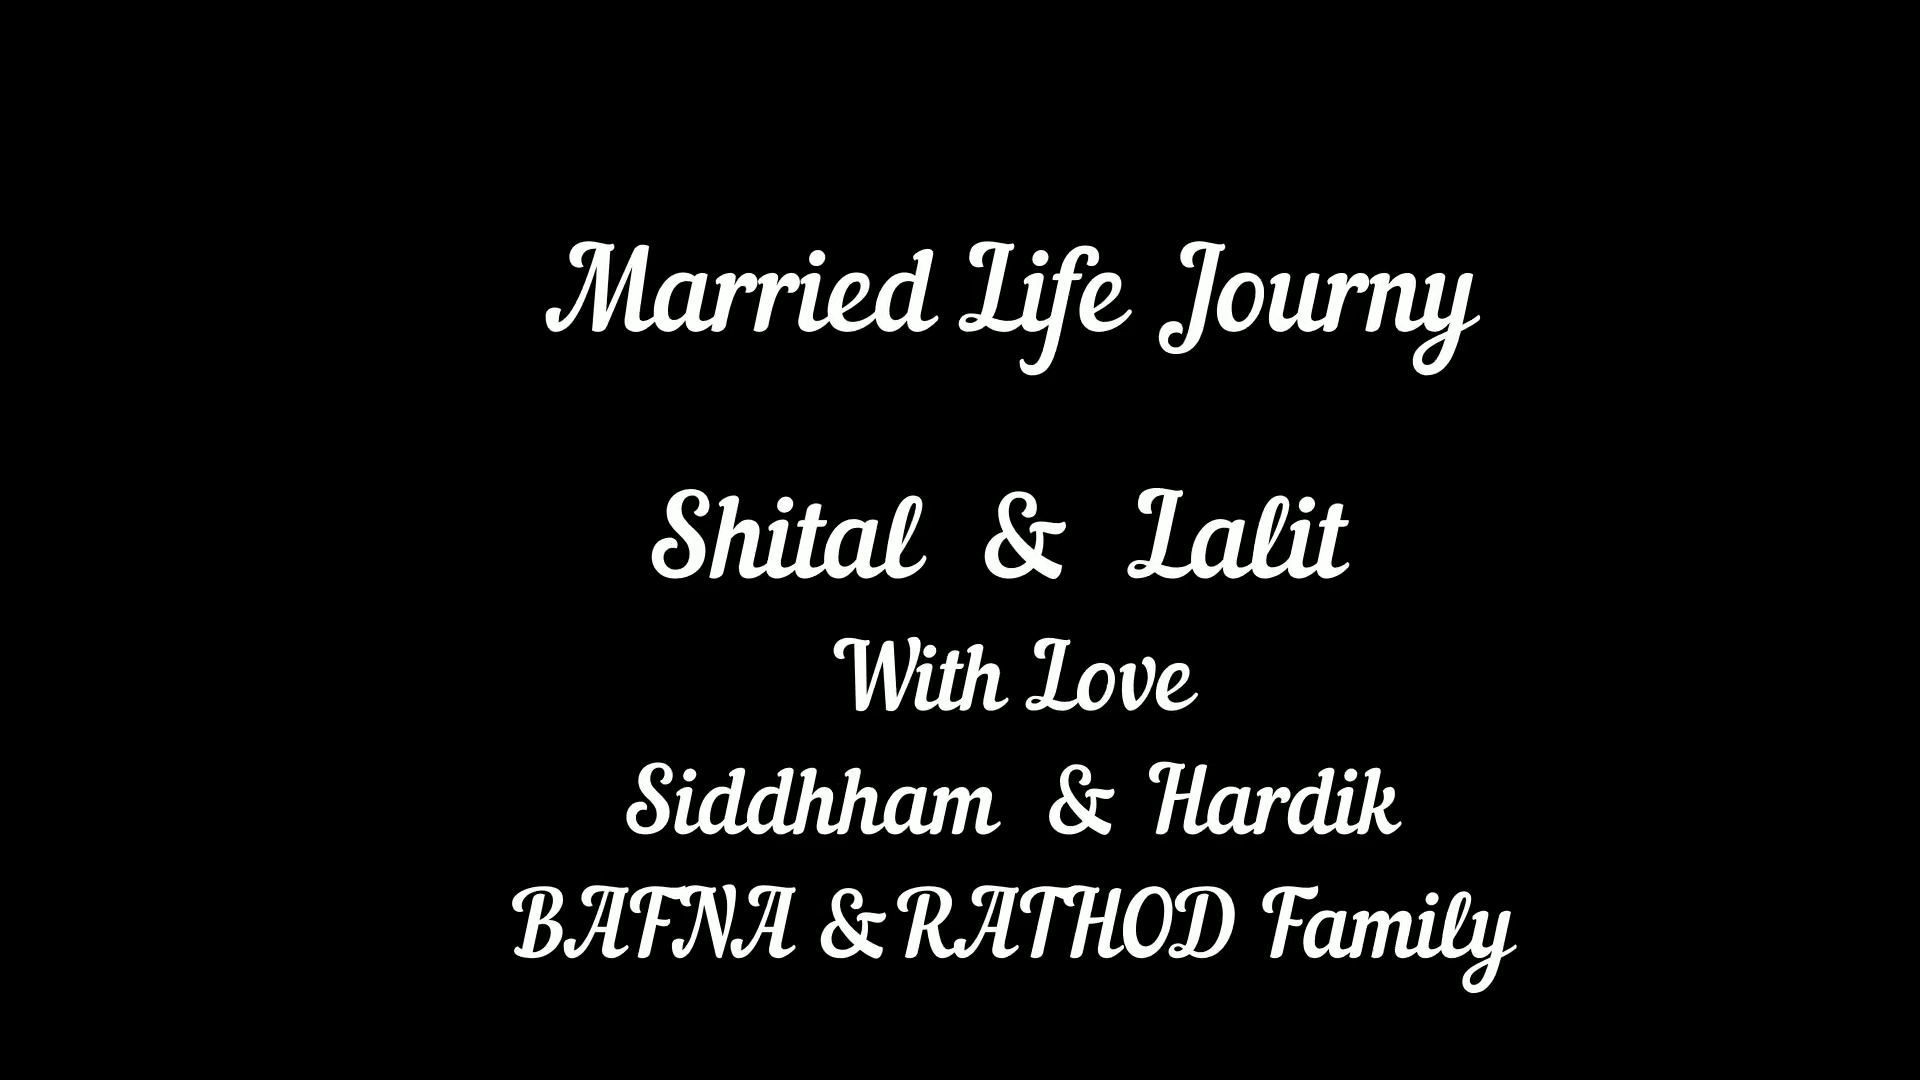 Married Life Journy
Shital & Lalit
With Love
Siddhham & Hardik
BAFNA & RATHOD Family